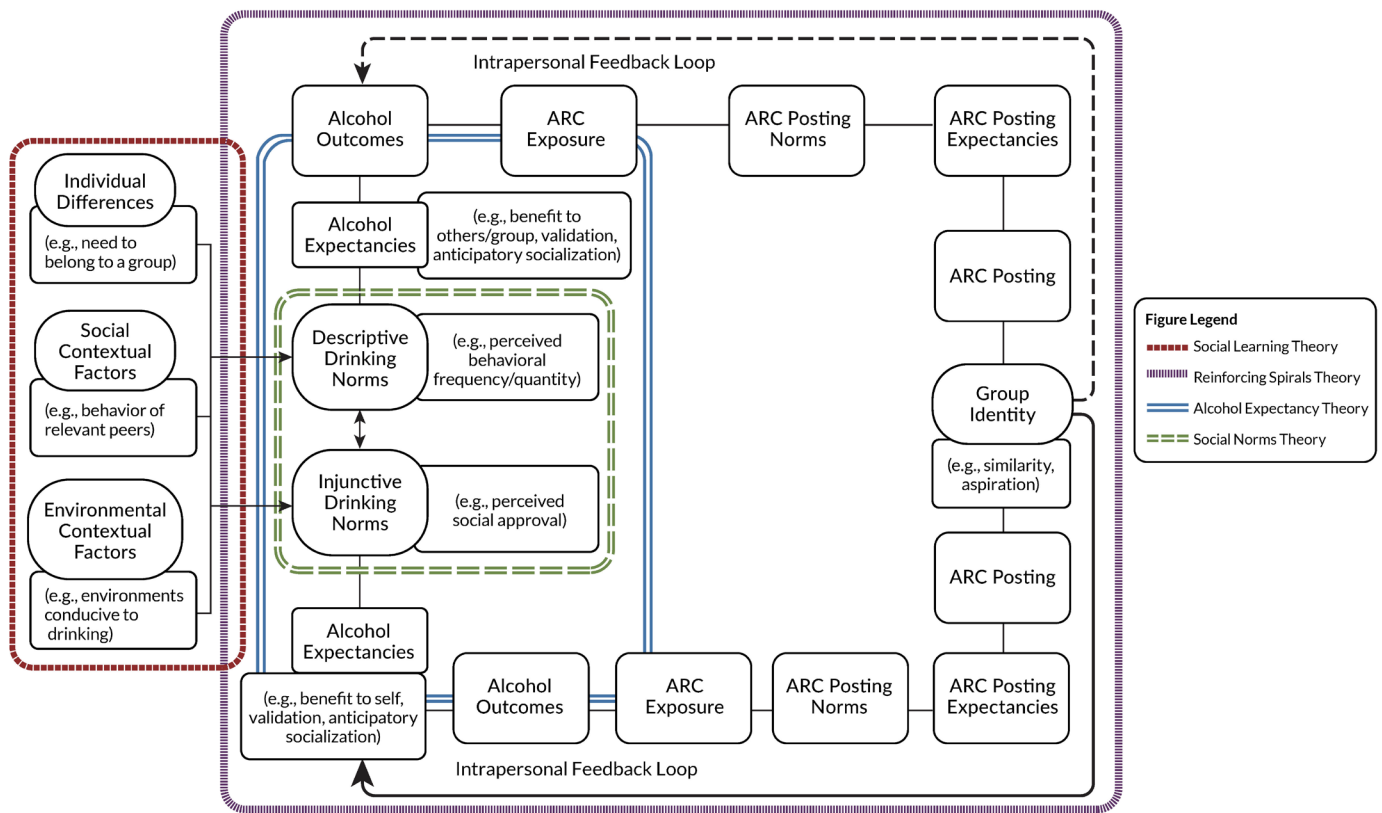 Intrapersonal Feedback Loop
Alcohol
Outcomes
ARC
Exposure
ARC Posting
Norms
ARC Posting
Expectancies
Individual
Differences
(e.g., need to
belong to a group)
Alcohol
Expectancies
(e.g., benefit to
others/group, validation,
anticipatory socialization)
ARC Posting
Social
Contextual
Factors
(e.g., behavior of
relevant peers)
Descriptive
Drinking
Norms
(e.g., perceived
behavioral
frequency/quantity)
Group
Identity
(e.g., similarity,
aspiration)
Figure Legend
Social Learning Theory
Reinforcing Spirals Theory
Alcohol Expectancy Theory
Social Norms Theory
Environmental
Contextual
Factors
(e.g., environments
conducive to
drinking)
Injunctive
Drinking
Norms
(e.g., perceived
social approval)
ARC Posting
Alcohol
Expectancies
(e.g., benefit to self,
validation, anticipatory
socialization)
Alcohol
Outcomes
ARC
Exposure
ARC Posting
Norms
ARC Posting
Expectancies
Intrapersonal Feedback Loop